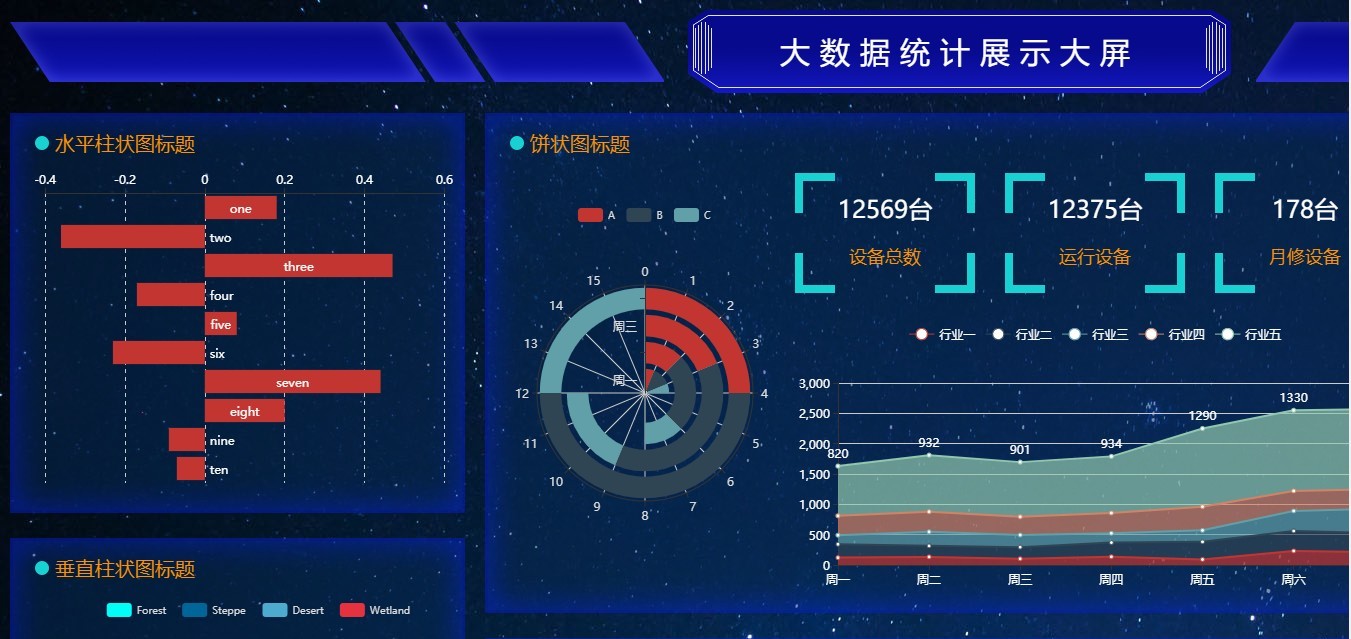 大数据统计展示大屏
水平柱状图标题
-0.4 -0.2 0 0.2 0.4 0.6
one
two
three
four
five
six
seven
eight
nine
ten
垂直柱状图标题
Forest Steppe Desert Wetland
饼状图标题
A B C
0
1
2
3
4
5
6
7
8
9
10
11
12
13
14
15
周三
周一
12569台
设备总数
12375台
运行设备
178台
月修设备
行业一 行业二 行业三 行业四 行业五
3,000
2,500
2,000
1,500
1,000
500
0
820 932 901 934 1290 1330
周一 周二 周三 周四 周五 周六